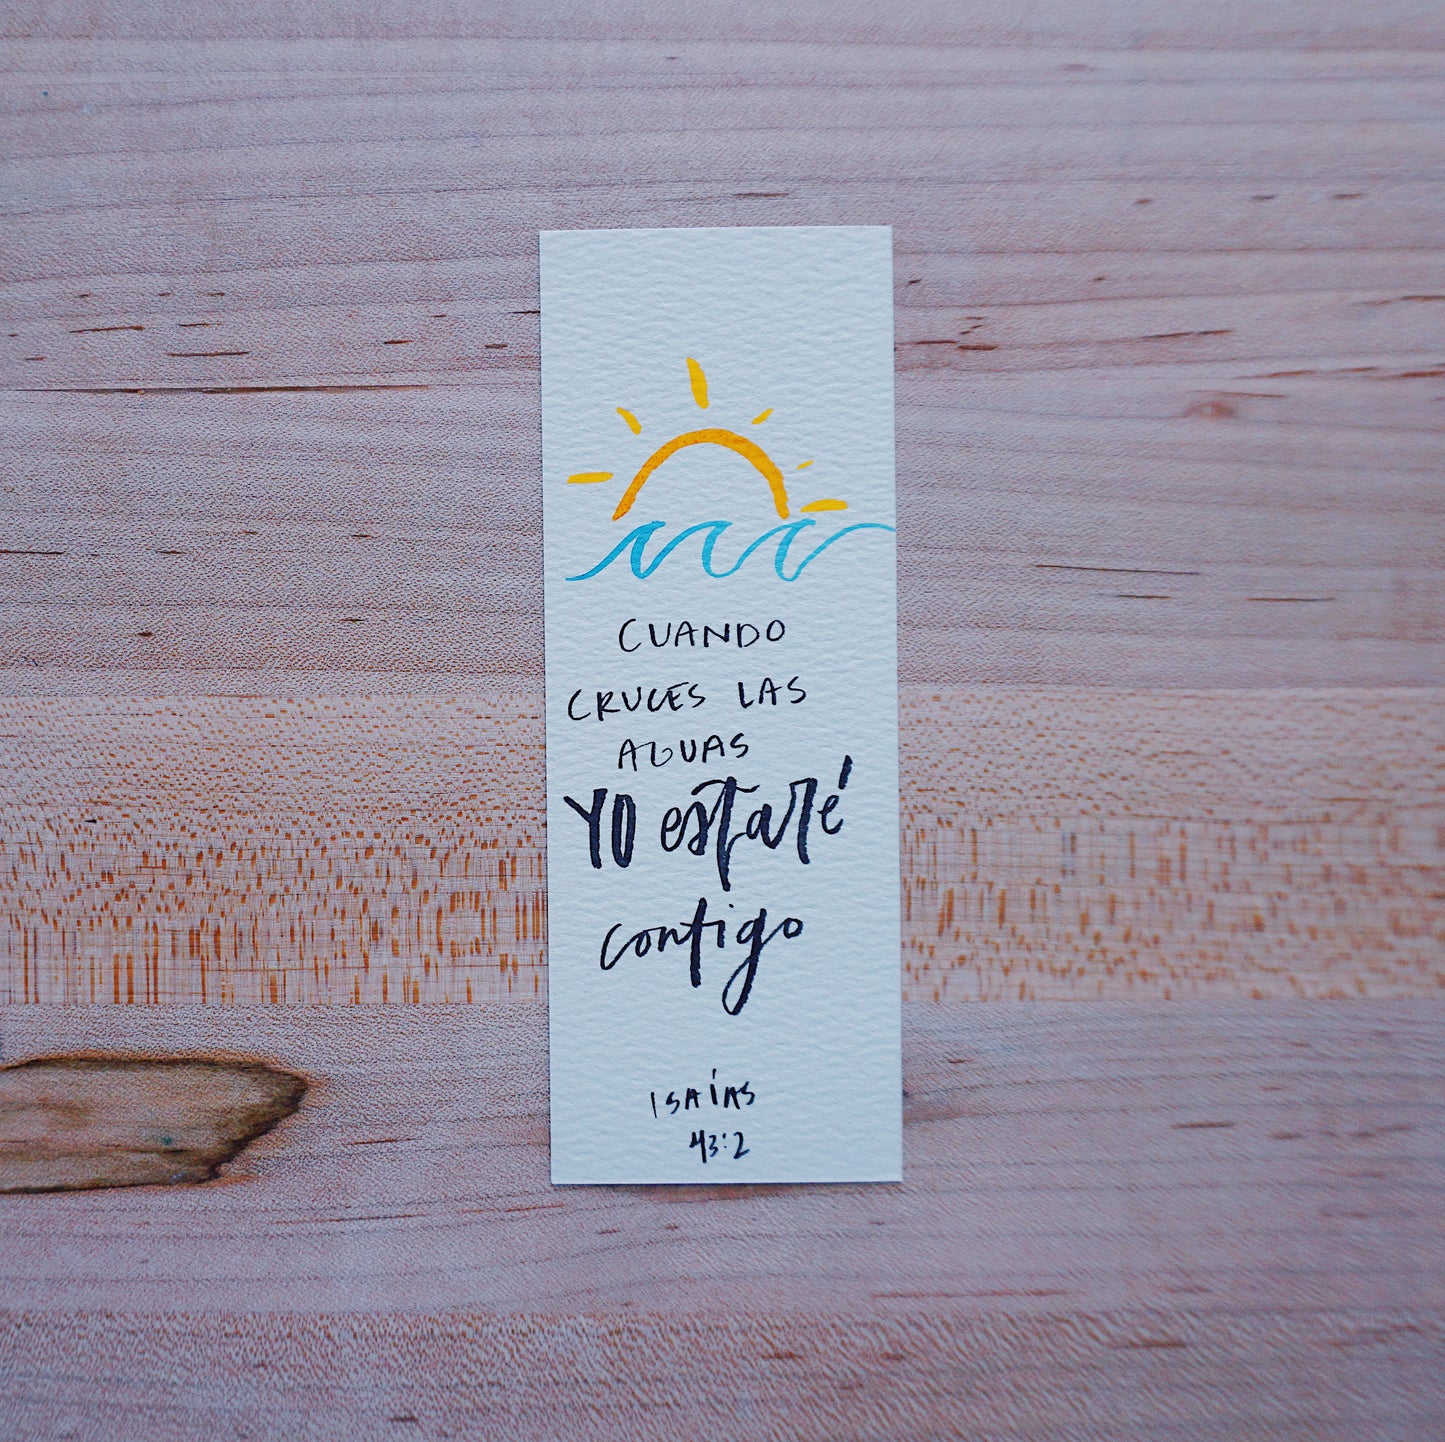 CUANDO
CRUCES LAS
AGUAS
YO estaré
contigo
ISAÍAS
43:2